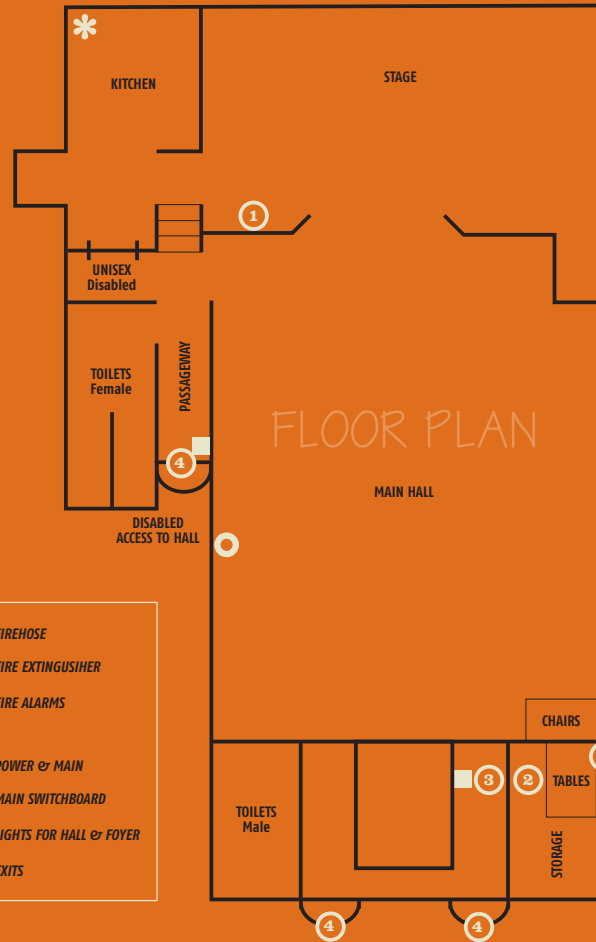 KITCHEN
STAGE
1
UNISEX
Disabled
TOILETS
Female
PASSAGEWAY
FLOOR PLAN
4
MAIN HALL
DISABLED
ACCESS TO HALL
IREHOSE
IRE EXTINGUSIHER
IRE ALARMS
POWER & MAIN
MAIN SWITCHBOARD
IGHTS FOR HALL & FOYER
XITS
CHAIRS
3
2
TABLES
TOILETS
Male
STORAGE
4
4